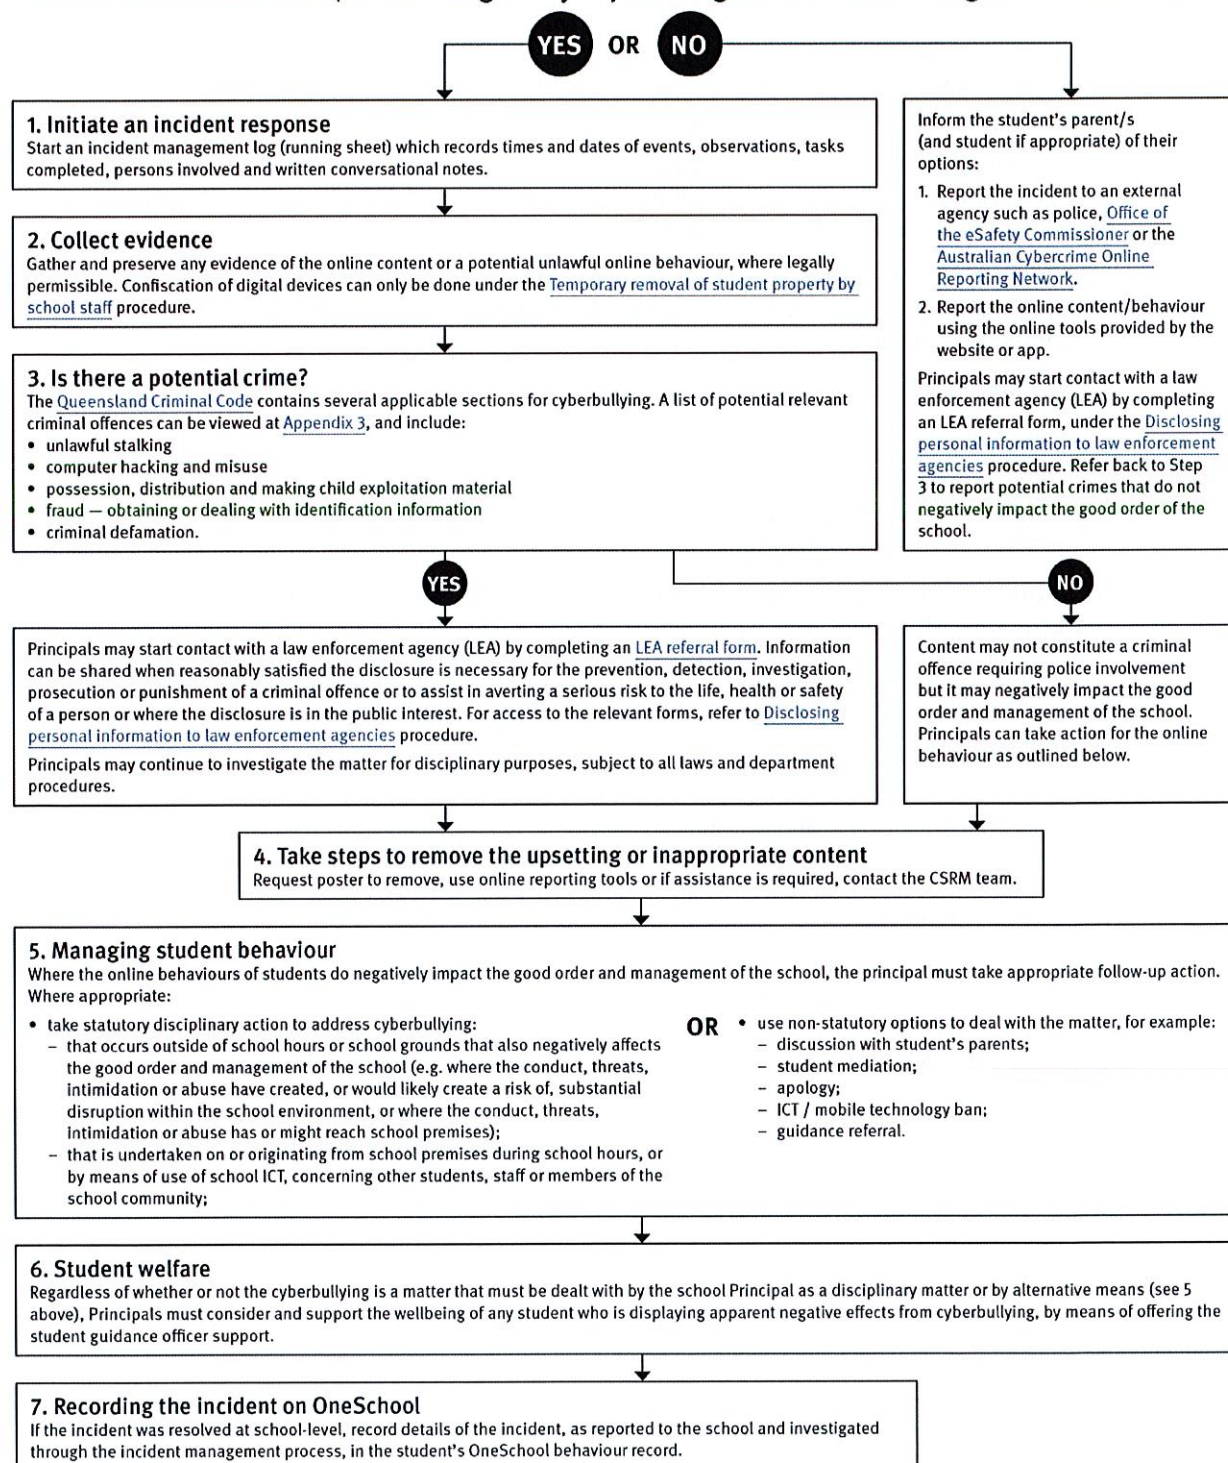 YES OR NO
1. Initiate an incident response
Start an incident management log (running sheet) which records times and dates of events, observations, tasks
completed, persons involved and written conversational notes.
2. Collect evidence
Gather and preserve any evidence of the online content or a potential unlawful online behaviour, where legally
permissible. Confiscation of digital devices can only be done under the Temporary removal of student property by
school staff procedure.
3. Is there a potential crime?
The Queensland Criminal Code contains several applicable sections for cyberbullying. A list of potential relevant
criminal offences can be viewed at Appendix 3, and include:
• unlawful stalking
• computer hacking and misuse
• possession, distribution and making child exploitation material
• fraud — obtaining or dealing with identification information
• criminal defamation.
Inform the student's parent/s
(and student if appropriate) of their
options:
1. Report the incident to an external
agency such as police, Office of
the eSafety Commissioner or the
Australian Cybercrime Online
Reporting Network.
2. Report the online content/behaviour
using the online tools provided by the
website or app.
Principals may start contact with a law
enforcement agency (LEA) by completing
an LEA referral form, under the Disclosing
personal information to law enforcement
agencies procedure. Refer back to Step
3 to report potential crimes that do not
negatively impact the good order of the
school.
YES
NO
Principals may start contact with a law enforcement agency (LEA) by completing an LEA referral form. Information
can be shared when reasonably satisfied the disclosure is necessary for the prevention, detection, investigation,
prosecution or punishment of a criminal offence or to assist in averting a serious risk to the life, health or safety
of a person or where the disclosure is in the public interest. For access to the relevant forms, refer to Disclosing
personal information to law enforcement agencies procedure.
Principals may continue to investigate the matter for disciplinary purposes, subject to all laws and department
procedures.
Content may not constitute a criminal
offence requiring police involvement
but it may negatively impact the good
order and management of the school.
Principals can take action for the online
behaviour as outlined below.
4. Take steps to remove the upsetting or inappropriate content
Request poster to remove, use online reporting tools or if assistance is required, contact the CSRM team.
5. Managing student behaviour
Where the online behaviours of students do negatively impact the good order and management of the school, the principal must take appropriate follow-up action.
Where appropriate:
• take statutory disciplinary action to address cyberbullying:
– that occurs outside of school hours or school grounds that also negatively affects
the good order and management of the school (e.g. where the conduct, threats,
intimidation or abuse have created, or would likely create a risk of, substantial
disruption within the school environment, or where the conduct, threats,
intimidation or abuse has or might reach school premises);
– that is undertaken on or originating from school premises during school hours, or
by means of use of school ICT, concerning other students, staff or members of the
school community;
OR
• use non-statutory options to deal with the matter, for example:
– discussion with student's parents;
– student mediation;
– apology;
– ICT / mobile technology ban;
– guidance referral.
6. Student welfare
Regardless of whether or not the cyberbullying is a matter that must be dealt with by the school Principal as a disciplinary matter or by alternative means (see 5
above), Principals must consider and support the wellbeing of any student who is displaying apparent negative effects from cyberbullying, by means of offering the
student guidance officer support.
7. Recording the incident on OneSchool
If the incident was resolved at school-level, record details of the incident, as reported to the school and investigated
through the incident management process, in the student's OneSchool behaviour record.